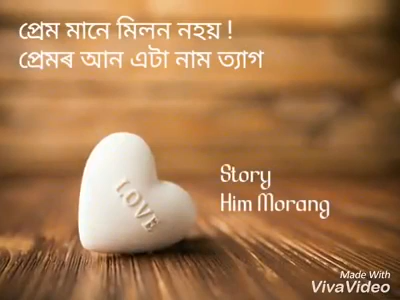 প্ৰেম মানে মিলন নহয় !
প্ৰেমৰ আন এটা নাম ত্যাগ
LOVE
Story
Him Morang
Made With
VivaVideo